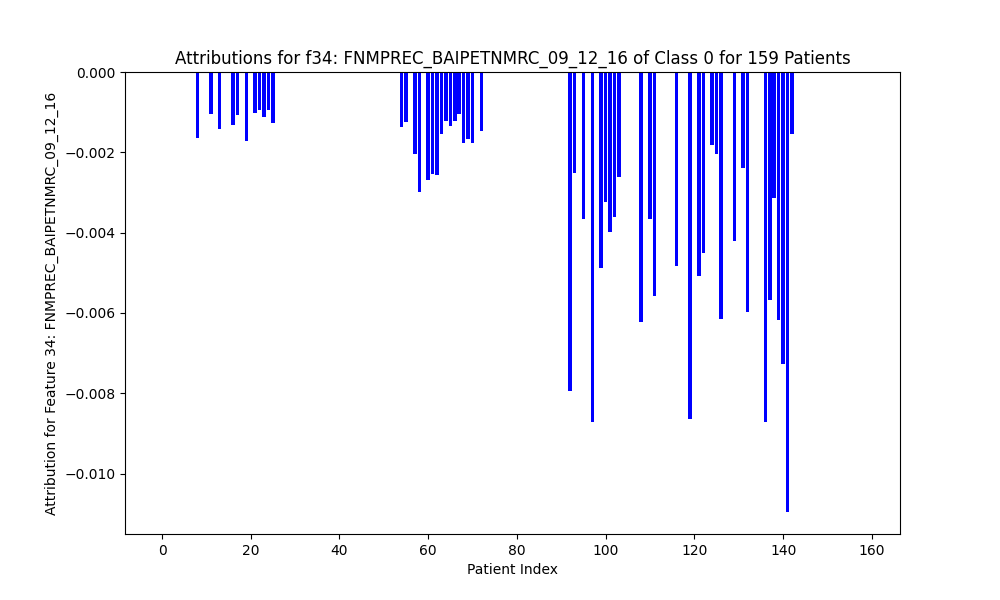 Attributions for f34: FNMPREC_BAIPETNMRC_09_12_16 of Class 0 for 159 Patients
Attribution for Feature 34: FNMPREC_BAIPETNMRC_09_12_16
0.000
−0.002
−0.004
−0.006
−0.008
−0.010
0 20 40 60 80 100 120 140 160
Patient Index